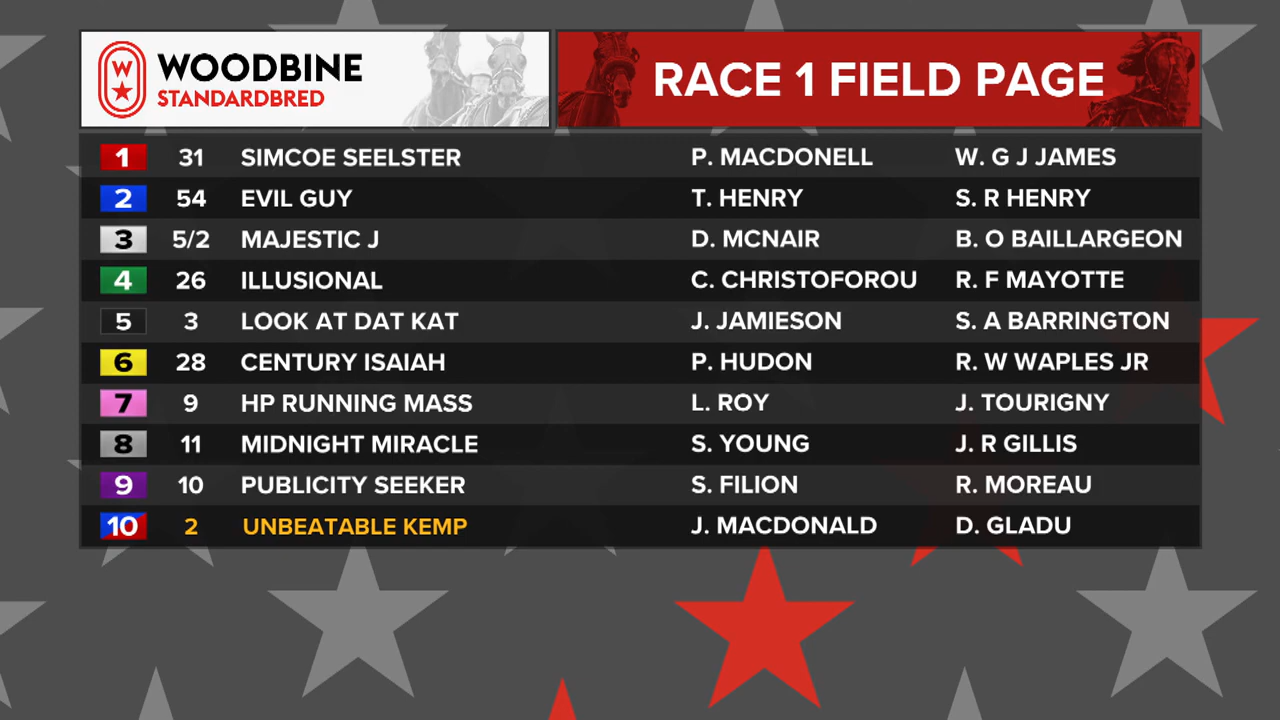 W
WOODBINE
STANDARDBRED
RACE 1 FIELD PAGE
1 31 SIMCOE SEELSTER P. MACDONELL W. G J JAMES
2 54 EVIL GUY T. HENRY S. R HENRY
3 5/2 MAJESTIC J D. MCNAIR B. O BAILLARGEON
4 26 ILLUSIONAL C. CHRISTOFOROU R. F MAYOTTE
5 3 LOOK AT DAT KAT J. JAMIESON S. A BARRINGTON
6 28 CENTURY ISAIAH P. HUDON R. W WAPLES JR
7 9 HP RUNNING MASS L. ROY J. TOURIGNY
8 11 MIDNIGHT MIRACLE S. YOUNG J. R GILLIS
9 10 PUBLICITY SEEKER S. FILION R. MOREAU
10 2 UNBEATABLE KEMP J. MACDONALD D. GLADU